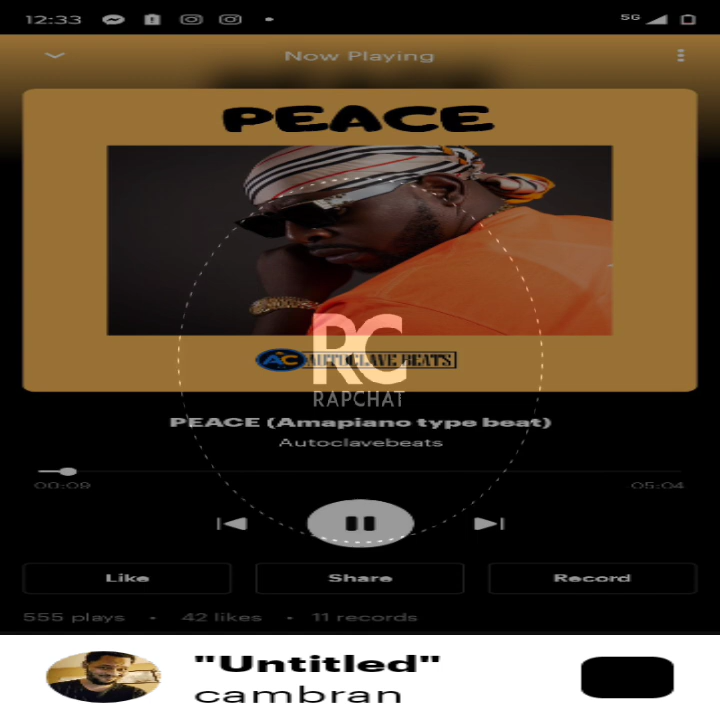 12:33
5G
Now Playing
PEACE
AC AUTOCLAVE BEATS
RC
RAPCHAT
PEACE (Amapiano type beat)
Autoclavebeats
00:09 05:04
Like Share Record
555 plays • 42 likes • 11 records
"Untitled"
cambran